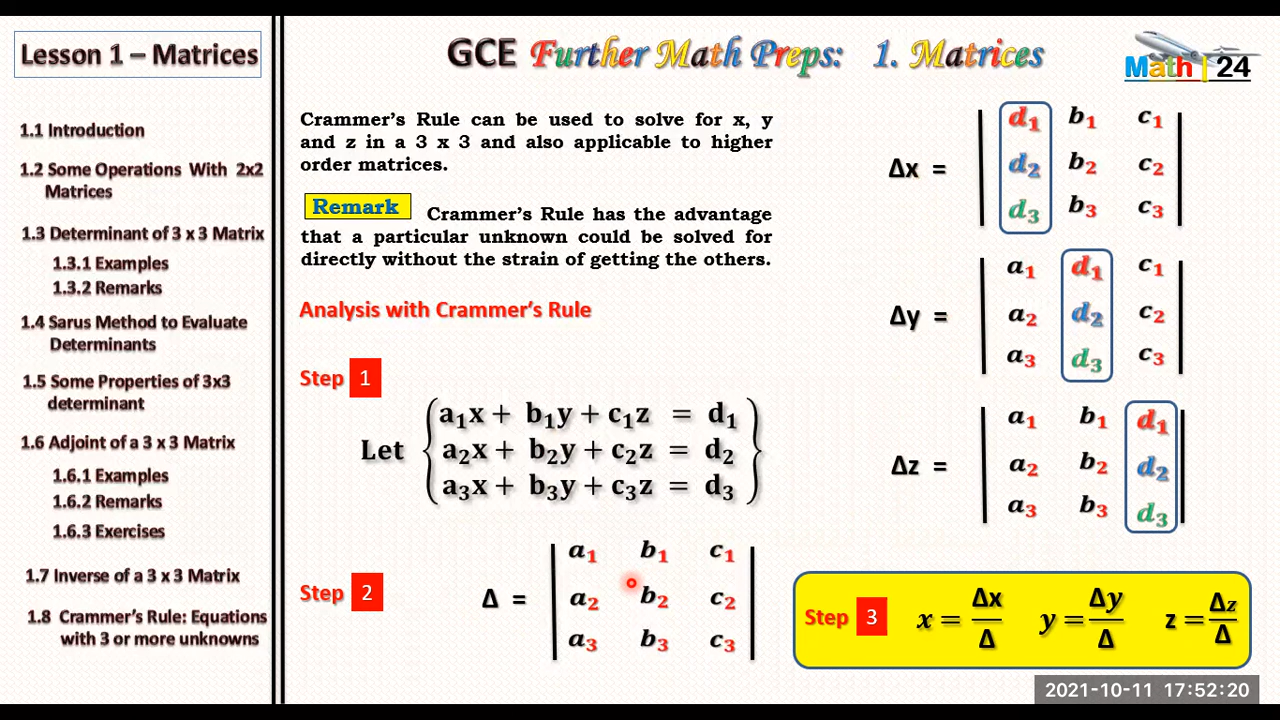 Lesson 1 – Matrices
1.1 Introduction
1.2 Some Operations With 2x2
Matrices
1.3 Determinant of 3 x 3 Matrix
1.3.1 Examples
1.3.2 Remarks
1.4 Sarus Method to Evaluate
Determinants
1.5 Some Properties of 3x3
determinant
1.6 Adjoint of a 3 x 3 Matrix
1.6.1 Examples
1.6.2 Remarks
1.6.3 Exercises
1.7 Inverse of a 3 x 3 Matrix
1.8 Crammer’s Rule: Equations
with 3 or more unknowns
GCE Further Math Preps: 1. Matrices
Math | 24
Crammer’s Rule can be used to solve for x, y
and z in a 3 x 3 and also applicable to higher
order matrices.
Remark Crammer’s Rule has the advantage
that a particular unknown could be solved for
directly without the strain of getting the others.
Analysis with Crammer’s Rule
Step 1
a₁x + b₁y + c₁z = d₁
Let a₂x + b₂y + c₂z = d₂
a₃x + b₃y + c₃z = d₃
Step 2
a₁ b₁ c₁
Δ = a₂ b₂ c₂
a₃ b₃ c₃
d₁ b₁ c₁
Δx = d₂ b₂ c₂
d₃ b₃ c₃
a₁ d₁ c₁
Δy = a₂ d₂ c₂
a₃ d₃ c₃
a₁ b₁ d₁
Δz = a₂ b₂ d₂
a₃ b₃ d₃
Step 3 x = Δx/Δ y = Δy/Δ z = Δz/Δ
2021-10-11 17:52:20